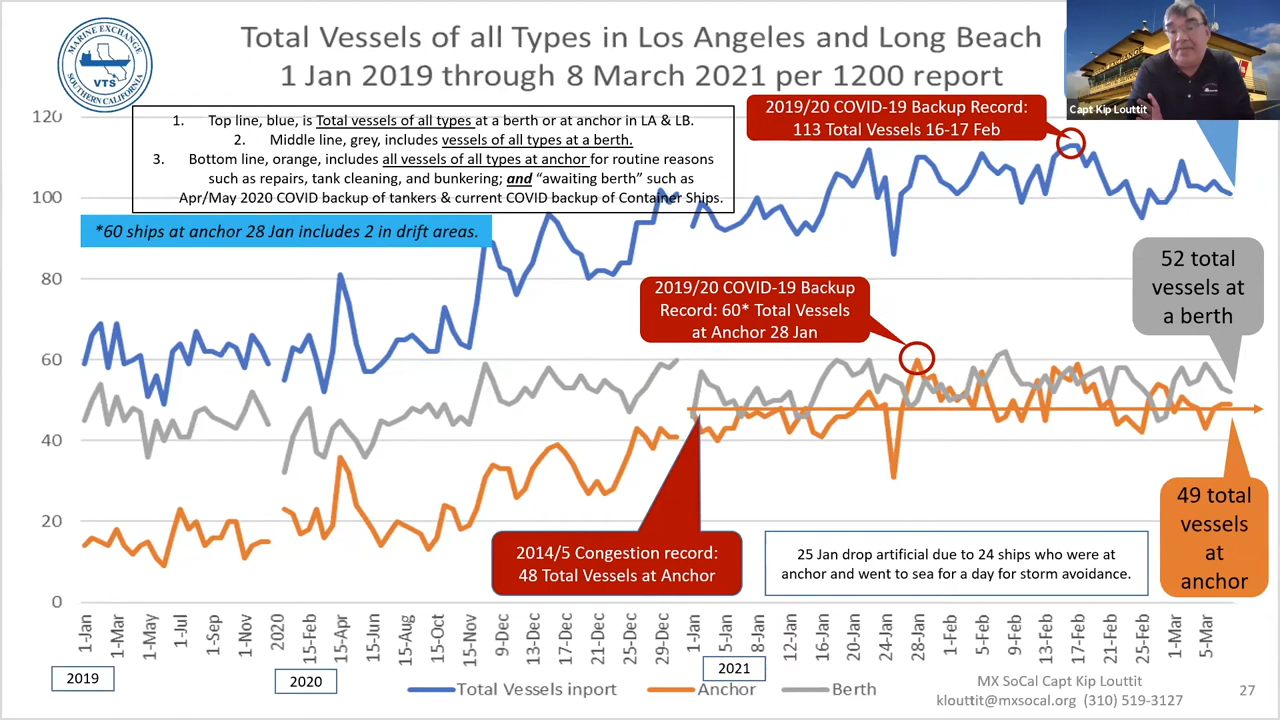 Total Vessels of all Types in Los Angeles and Long Beach
1 Jan 2019 through 8 March 2021 per 1200 report
MARINE EXCHANGE
VTS
SOUTHERN CALIFORNIA
Capt Kip Louttit
1. Top line, blue, is Total vessels of all types at a berth or at anchor in LA & LB.
2. Middle line, grey, includes vessels of all types at a berth.
3. Bottom line, orange, includes all vessels of all types at anchor for routine reasons
such as repairs, tank cleaning, and bunkering; and “awaiting berth” such as
Apr/May 2020 COVID backup of tankers & current COVID backup of Container Ships.
*60 ships at anchor 28 Jan includes 2 in drift areas.
2019/20 COVID-19 Backup Record:
113 Total Vessels 16-17 Feb
2019/20 COVID-19 Backup
Record: 60* Total Vessels
at Anchor 28 Jan
52 total
vessels at
a berth
49 total
vessels
at
anchor
2014/5 Congestion record:
48 Total Vessels at Anchor
25 Jan drop artificial due to 24 ships who were at
anchor and went to sea for a day for storm avoidance.
120
100
80
60
40
20
0
1-Jan
1-Mar
1-May
1-Jul
1-Sep
1-Nov
2020
15-Feb
15-Apr
15-Jun
15-Aug
15-Oct
15-Nov
9-Dec
13-Dec
17-Dec
21-Dec
25-Dec
29-Dec
1-Jan
5-Jan
8-Jan
12-Jan
16-Jan
20-Jan
24-Jan
28-Jan
1-Feb
5-Feb
9-Feb
13-Feb
17-Feb
21-Feb
25-Feb
1-Mar
5-Mar
2019
2020
2021
Total Vessels inport
Anchor
Berth
MX SoCal Capt Kip Louttit
klouttit@mxsocal.org (310) 519-3127
27